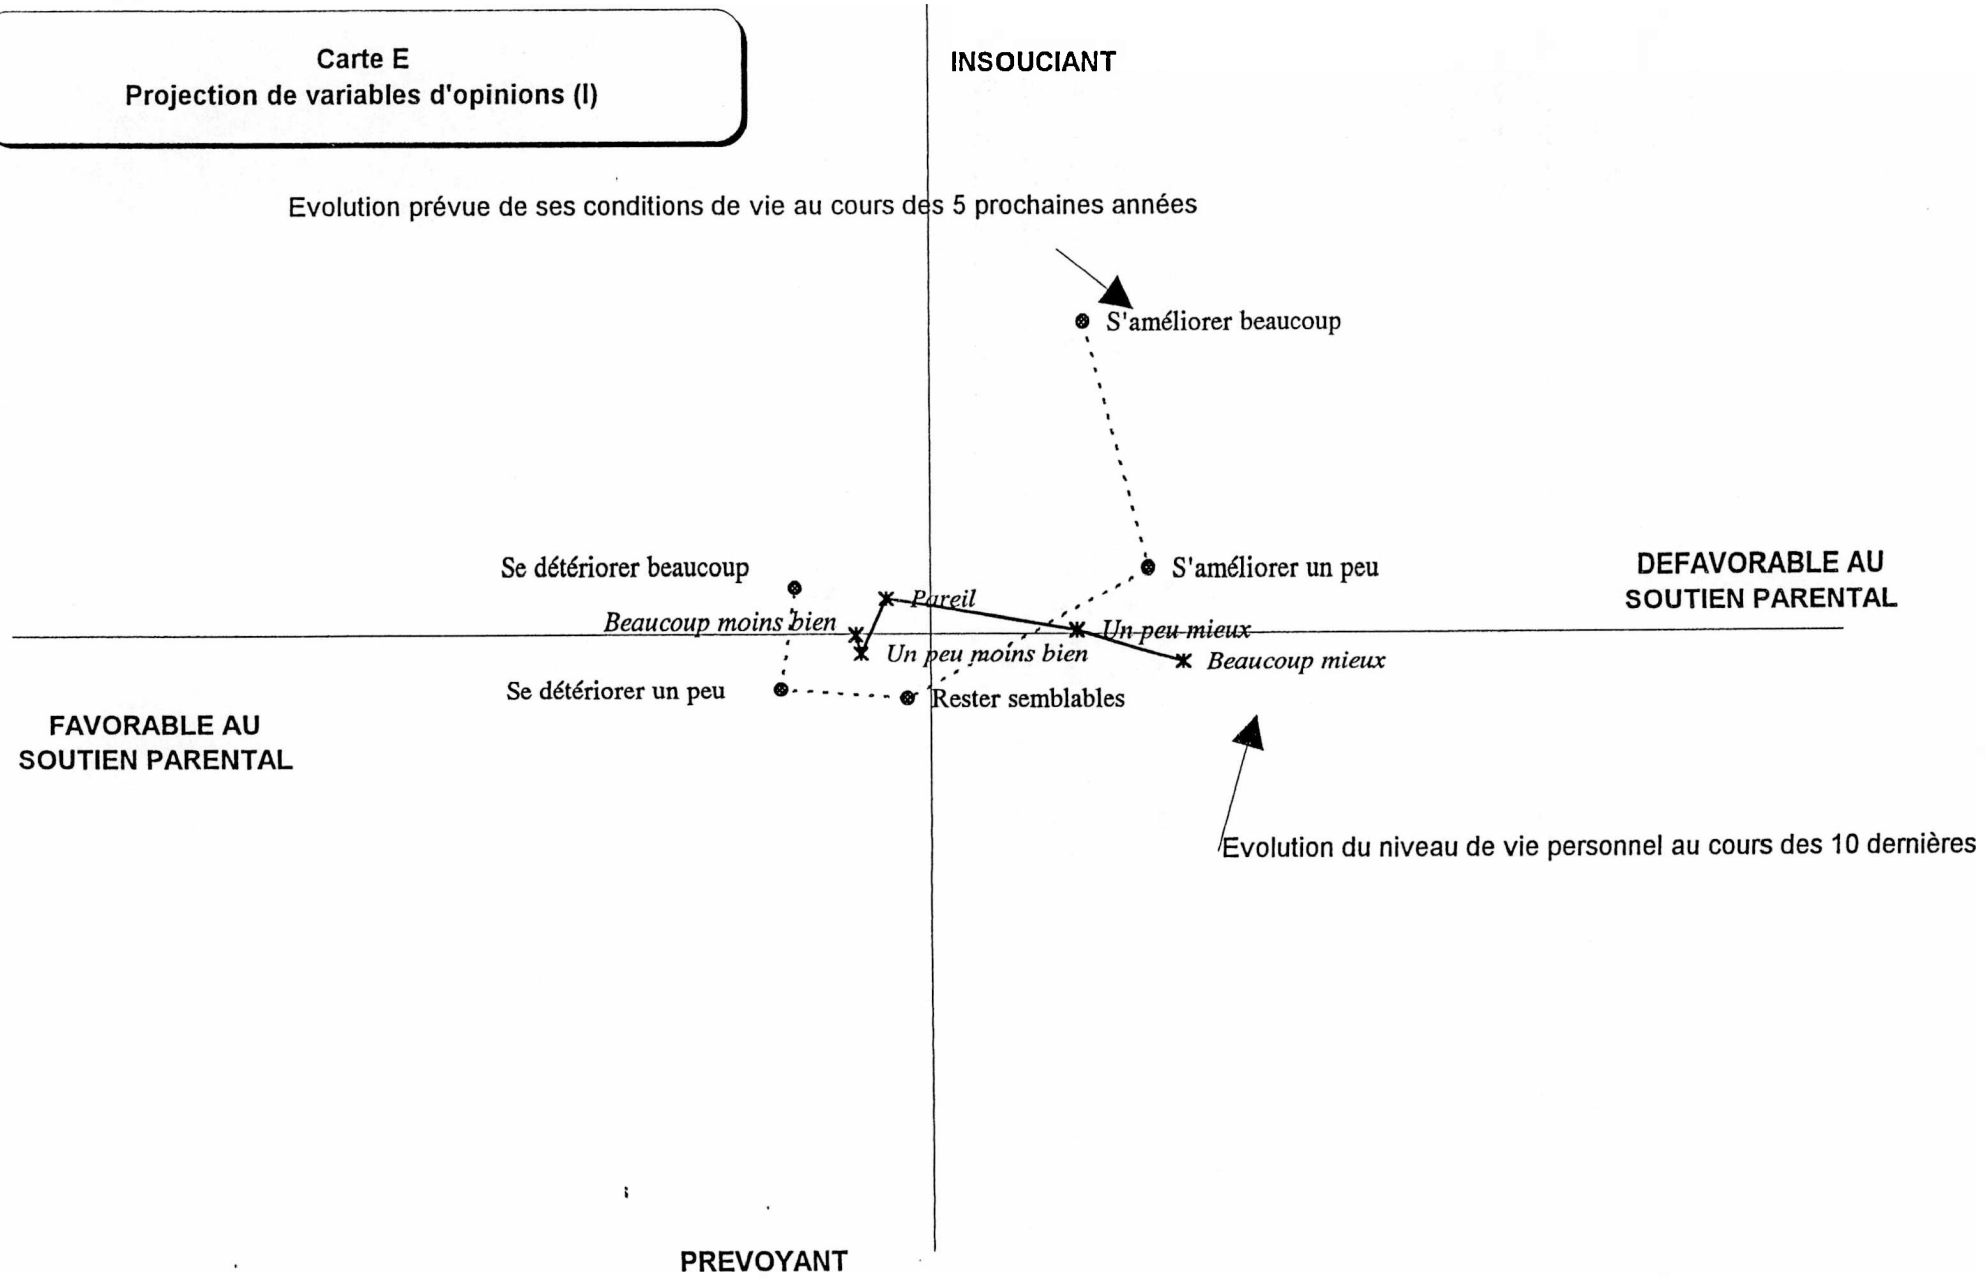 Carte E
Projection de variables d'opinions (I)
INSOUCIANT
Evolution prévue de ses conditions de vie au cours des 5 prochaines années
S'améliorer beaucoup
Se détériorer beaucoup
S'améliorer un peu
DEFAVORABLE AU
SOUTIEN PARENTAL
Pareil
Beaucoup moins bien
Un peu mieux
Un peu moins bien
Beaucoup mieux
Se détériorer un peu
Rester semblables
FAVORABLE AU
SOUTIEN PARENTAL
Evolution du niveau de vie personnel au cours des 10 dernières
PREVOYANT